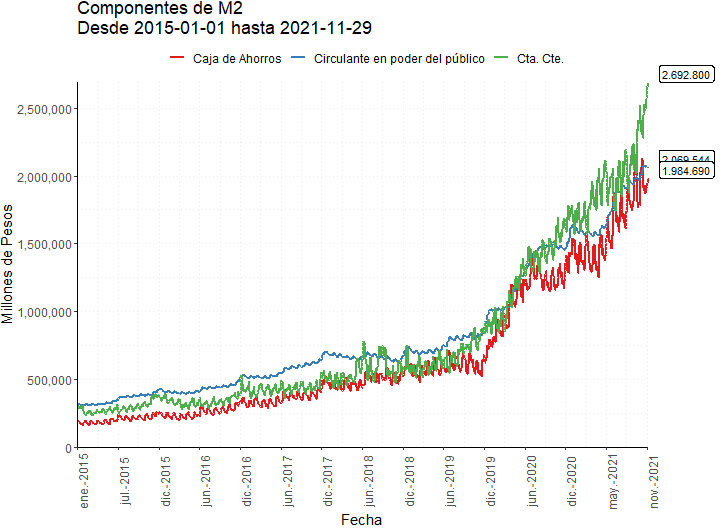 Componentes de M2
Desde 2015-01-01 hasta 2021-11-29
Caja de Ahorros Circulante en poder del público Cta. Cte.
2.692.800
2.069.544
1.984.690
2,500,000
2,000,000
1,500,000
1,000,000
500,000
0
Millones de Pesos
ene.-2015
jul.-2015
dic.-2015
jun.-2016
dic.-2016
jun.-2017
dic.-2017
jun.-2018
dic.-2018
jun.-2019
dic.-2019
jun.-2020
dic.-2020
may.-2021
nov.-2021
Fecha